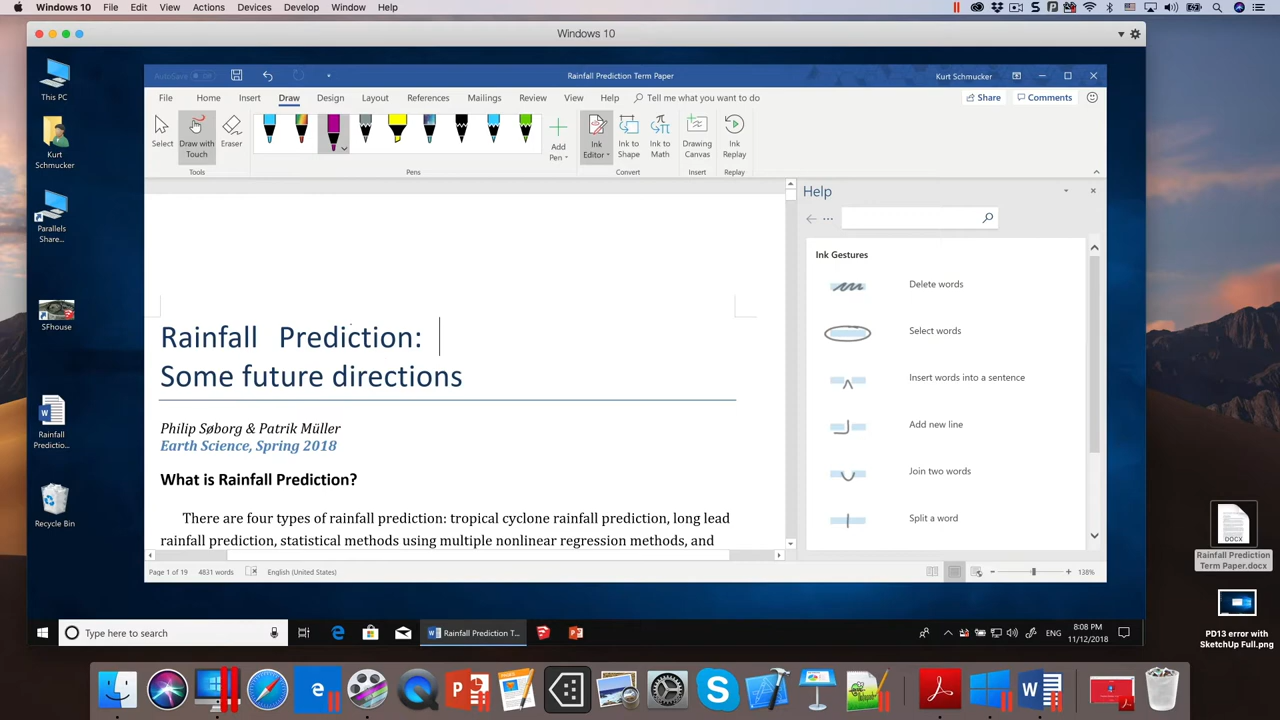 Windows 10 File Edit View Actions Devices Develop Window Help
Windows 10
AutoSave Off Rainfall Prediction Term Paper Kurt Schmucker
File Home Insert Draw Design Layout References Mailings Review View Help Tell me what you want to do Share Comments
Select
Draw with
Touch
Eraser
Add
Pen
Ink
Editor
Ink to
Shape
Ink to
Math
Drawing
Canvas
Ink
Replay
Tools Pens Convert Insert Replay
This PC
Kurt
Schmucker
Parallels
Share...
SFhouse
Rainfall
Predictio...
Recycle Bin
Rainfall Prediction:
Some future directions
Philip Søborg & Patrik Müller
Earth Science, Spring 2018
What is Rainfall Prediction?
There are four types of rainfall prediction: tropical cyclone rainfall prediction, long lead
rainfall prediction, statistical methods using multiple nonlinear regression methods, and
Help
Ink Gestures
Delete words
Select words
Insert words into a sentence
Add new line
Join two words
Split a word
Page 1 of 19 4831 words English (United States) 138%
Type here to search Rainfall Prediction T... ENG 8:08 PM
11/12/2018
DOCX
Rainfall Prediction
Term Paper.docx
PD13 error with
SketchUp Full.png